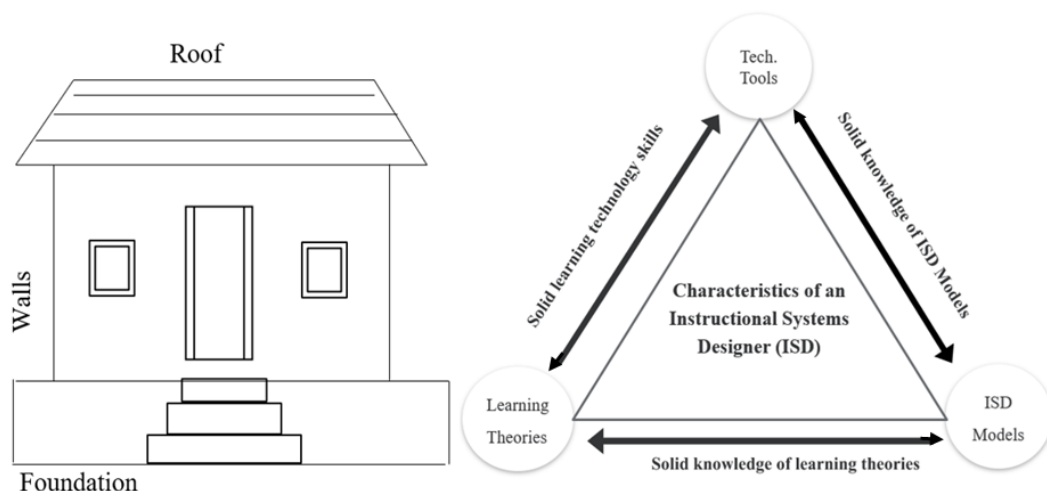 Roof
Walls
Foundation
Tech.
Tools
Solid learning technology skills
Solid knowledge of ISD Models
Characteristics of an
Instructional Systems
Designer (ISD)
Learning
Theories
ISD
Models
Solid knowledge of learning theories